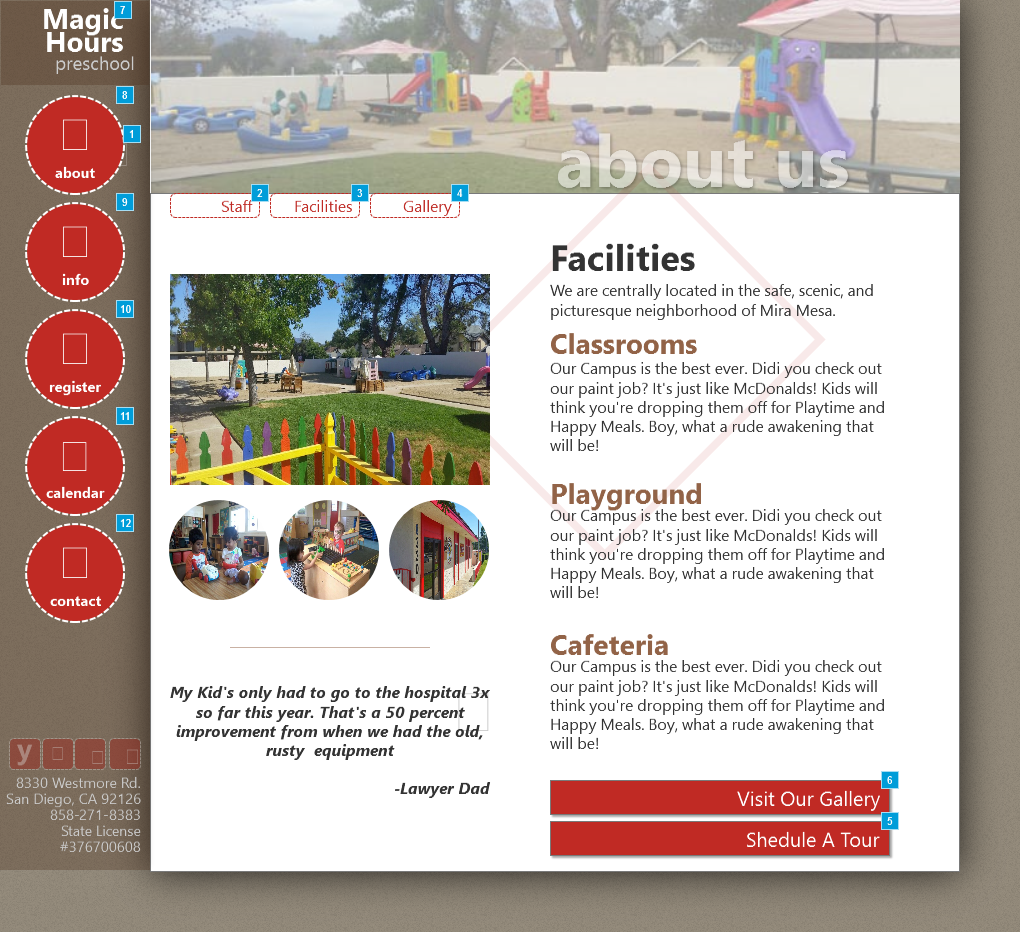 Magic
Hours
preschool
7
8
1
about
9
info
10
register
11
calendar
12
contact
y
8330 Westmore Rd.
San Diego, CA 92126
858-271-8383
State License
#376700608
about us
Staff
2
Facilities
3
Gallery
4
My Kid's only had to go to the hospital 3x
so far this year. That's a 50 percent
improvement from when we had the old,
rusty equipment
-Lawyer Dad
Facilities
We are centrally located in the safe, scenic, and
picturesque neighborhood of Mira Mesa.
Classrooms
Our Campus is the best ever. Didi you check out
our paint job? It's just like McDonalds! Kids will
think you're dropping them off for Playtime and
Happy Meals. Boy, what a rude awakening that
will be!
Playground
Our Campus is the best ever. Didi you check out
our paint job? It's just like McDonalds! Kids will
think you're dropping them off for Playtime and
Happy Meals. Boy, what a rude awakening that
will be!
Cafeteria
Our Campus is the best ever. Didi you check out
our paint job? It's just like McDonalds! Kids will
think you're dropping them off for Playtime and
Happy Meals. Boy, what a rude awakening that
will be!
6
Visit Our Gallery
5
Shedule A Tour